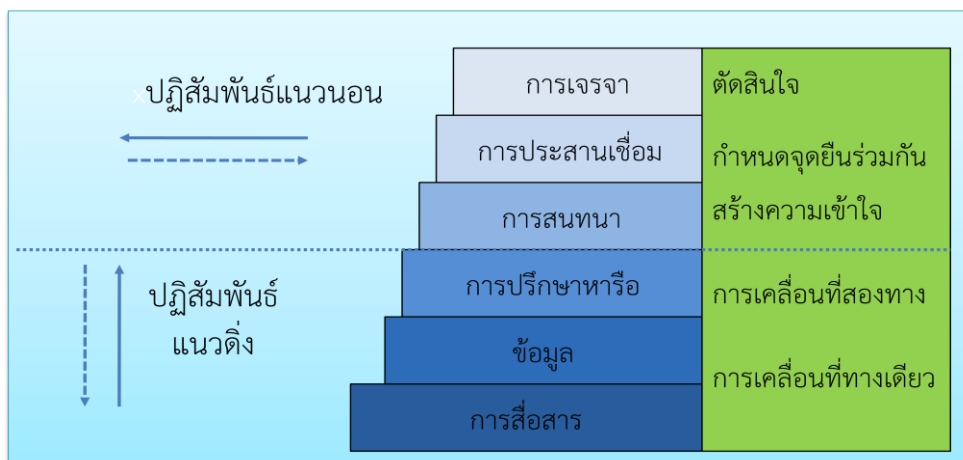 xปฏิสัมพันธ์แนวนอน
การเจรจา
ตัดสินใจ
การประสานเชื่อม
กำหนดจุดยืนร่วมกัน
การสนทนา
สร้างความเข้าใจ
ปฏิสัมพันธ์
แนวดิ่ง
การปรึกษาหารือ
การเคลื่อนที่สองทาง
ข้อมูล
การเคลื่อนที่ทางเดียว
การสื่อสาร